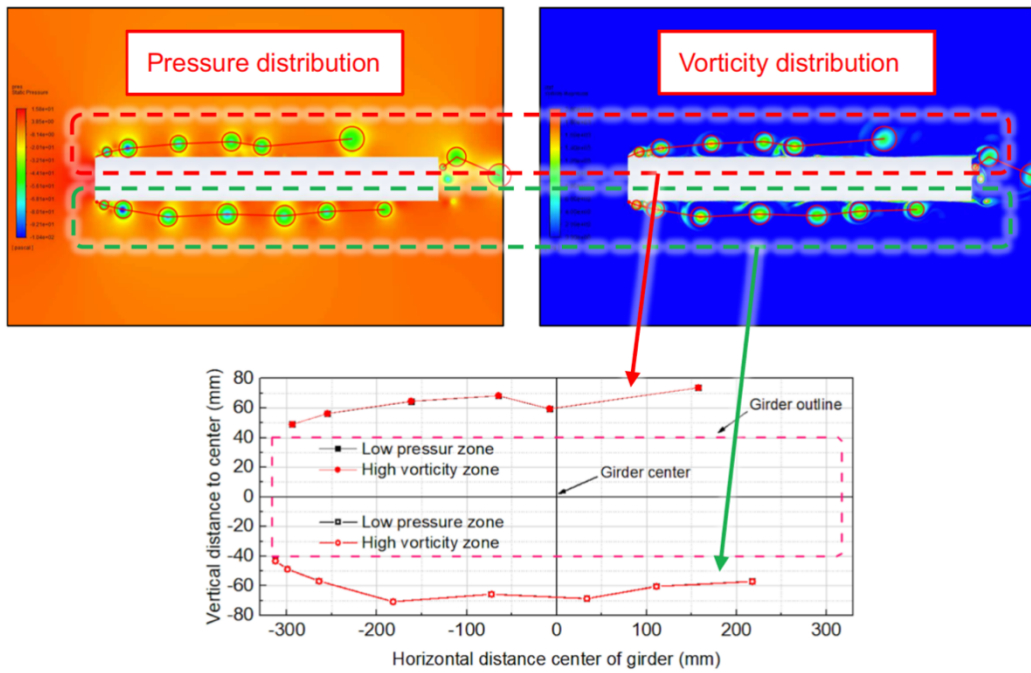 Pressure distribution
Vorticity distribution
Static Pressure
80
60
40
20
0
-20
-40
-60
-80
Vertical distance to center (mm)
Girder outline
Low pressur zone
High vorticity zone
Girder center
Low pressure zone
High vorticity zone
-300
-200
-100
0
100
200
300
Horizontal distance center of girder (mm)